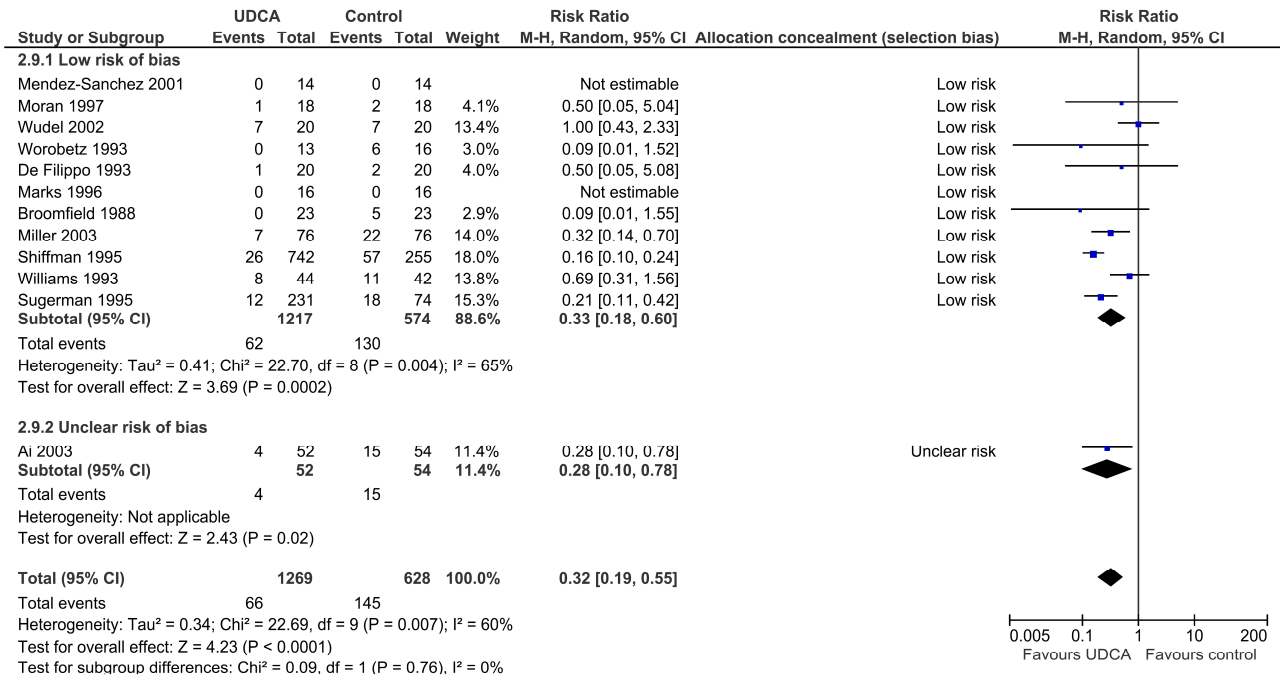 UDCA Control Risk Ratio Risk Ratio
Study or Subgroup Events Total Events Total Weight M-H, Random, 95% CI Allocation concealment (selection bias) M-H, Random, 95% CI
2.9.1 Low risk of bias
Mendez-Sanchez 2001 0 14 0 14 Not estimable Low risk
Moran 1997 1 18 2 18 4.1% 0.50 [0.05, 5.04] Low risk
Wudel 2002 7 20 7 20 13.4% 1.00 [0.43, 2.33] Low risk
Worobetz 1993 0 13 6 16 3.0% 0.09 [0.01, 1.52] Low risk
De Filippo 1993 1 20 2 20 4.0% 0.50 [0.05, 5.08] Low risk
Marks 1996 0 16 0 16 Not estimable Low risk
Broomfield 1988 0 23 5 23 2.9% 0.09 [0.01, 1.55] Low risk
Miller 2003 7 76 22 76 14.0% 0.32 [0.14, 0.70] Low risk
Shiffman 1995 26 742 57 255 18.0% 0.16 [0.10, 0.24] Low risk
Williams 1993 8 44 11 42 13.8% 0.69 [0.31, 1.56] Low risk
Sugerman 1995 12 231 18 74 15.3% 0.21 [0.11, 0.42] Low risk
Subtotal (95% CI) 1217 574 88.6% 0.33 [0.18, 0.60]
Total events 62 130
Heterogeneity: Tau² = 0.41; Chi² = 22.70, df = 8 (P = 0.004); I² = 65%
Test for overall effect: Z = 3.69 (P = 0.0002)
2.9.2 Unclear risk of bias
Ai 2003 4 52 15 54 11.4% 0.28 [0.10, 0.78] Unclear risk
Subtotal (95% CI) 52 54 11.4% 0.28 [0.10, 0.78]
Total events 4 15
Heterogeneity: Not applicable
Test for overall effect: Z = 2.43 (P = 0.02)
Total (95% CI) 1269 628 100.0% 0.32 [0.19, 0.55]
Total events 66 145
Heterogeneity: Tau² = 0.34; Chi² = 22.69, df = 9 (P = 0.007); I² = 60%
Test for overall effect: Z = 4.23 (P < 0.0001)
Test for subgroup differences: Chi² = 0.09, df = 1 (P = 0.76), I² = 0%
0.005 0.1 1 10 200
Favours UDCA Favours control